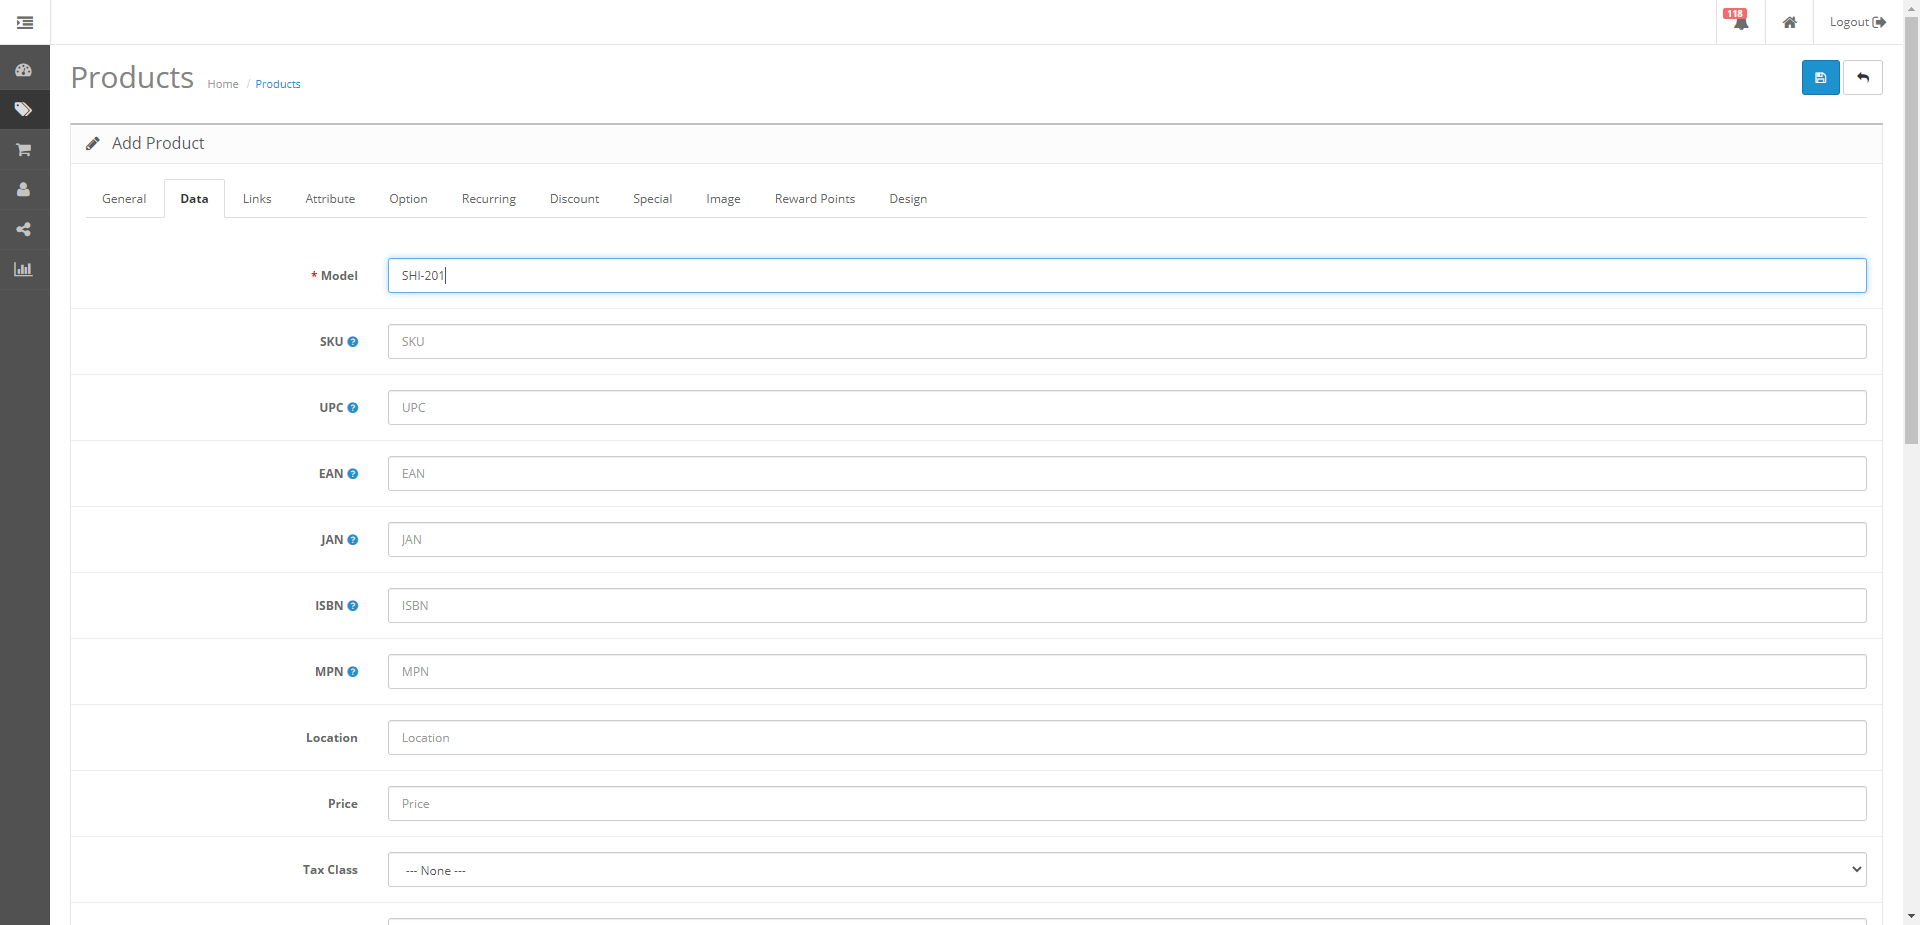 118
Logout
Products
Home / Products
Add Product
General Data Links Attribute Option Recurring Discount Special Image Reward Points Design
* Model SHI-201
SKU SKU
UPC UPC
EAN EAN
JAN JAN
ISBN ISBN
MPN MPN
Location Location
Price Price
Tax Class --- None ---